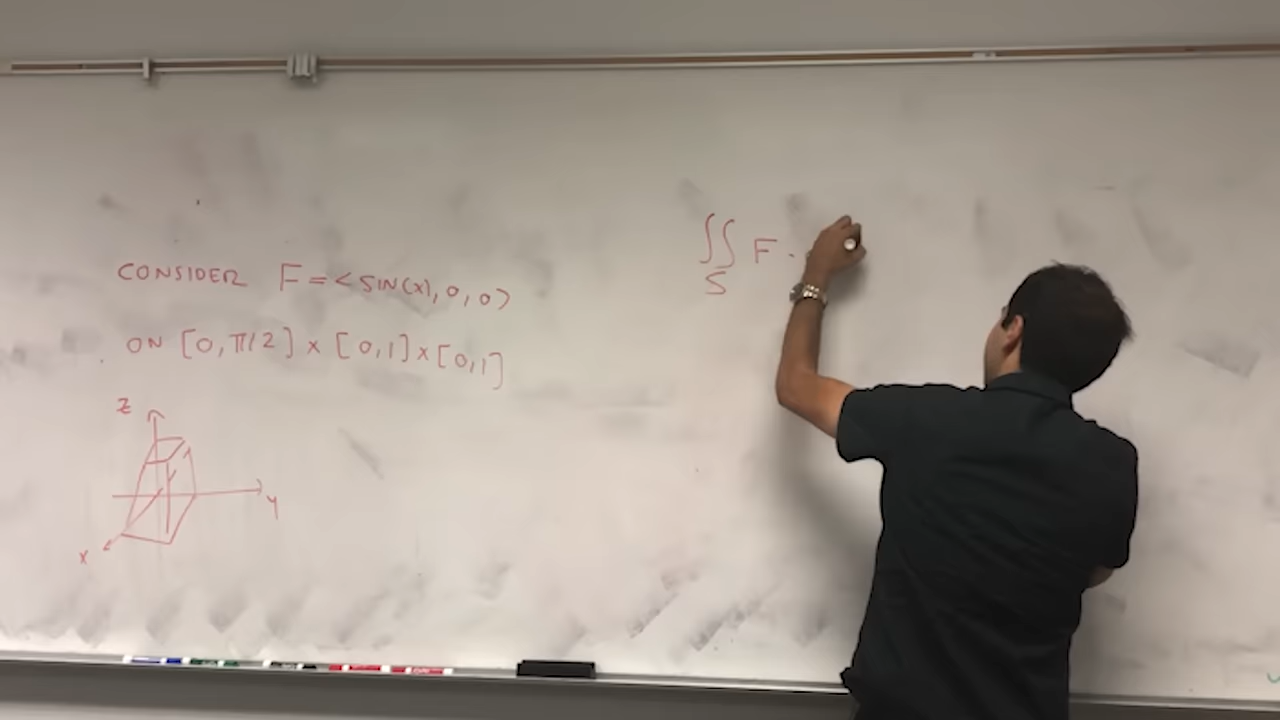 CONSIDER F = < SIN(x), 0, 0 >
ON [0, π/2] x [0,1] x [0,1]
Z
Y
X
∬ F ·
S